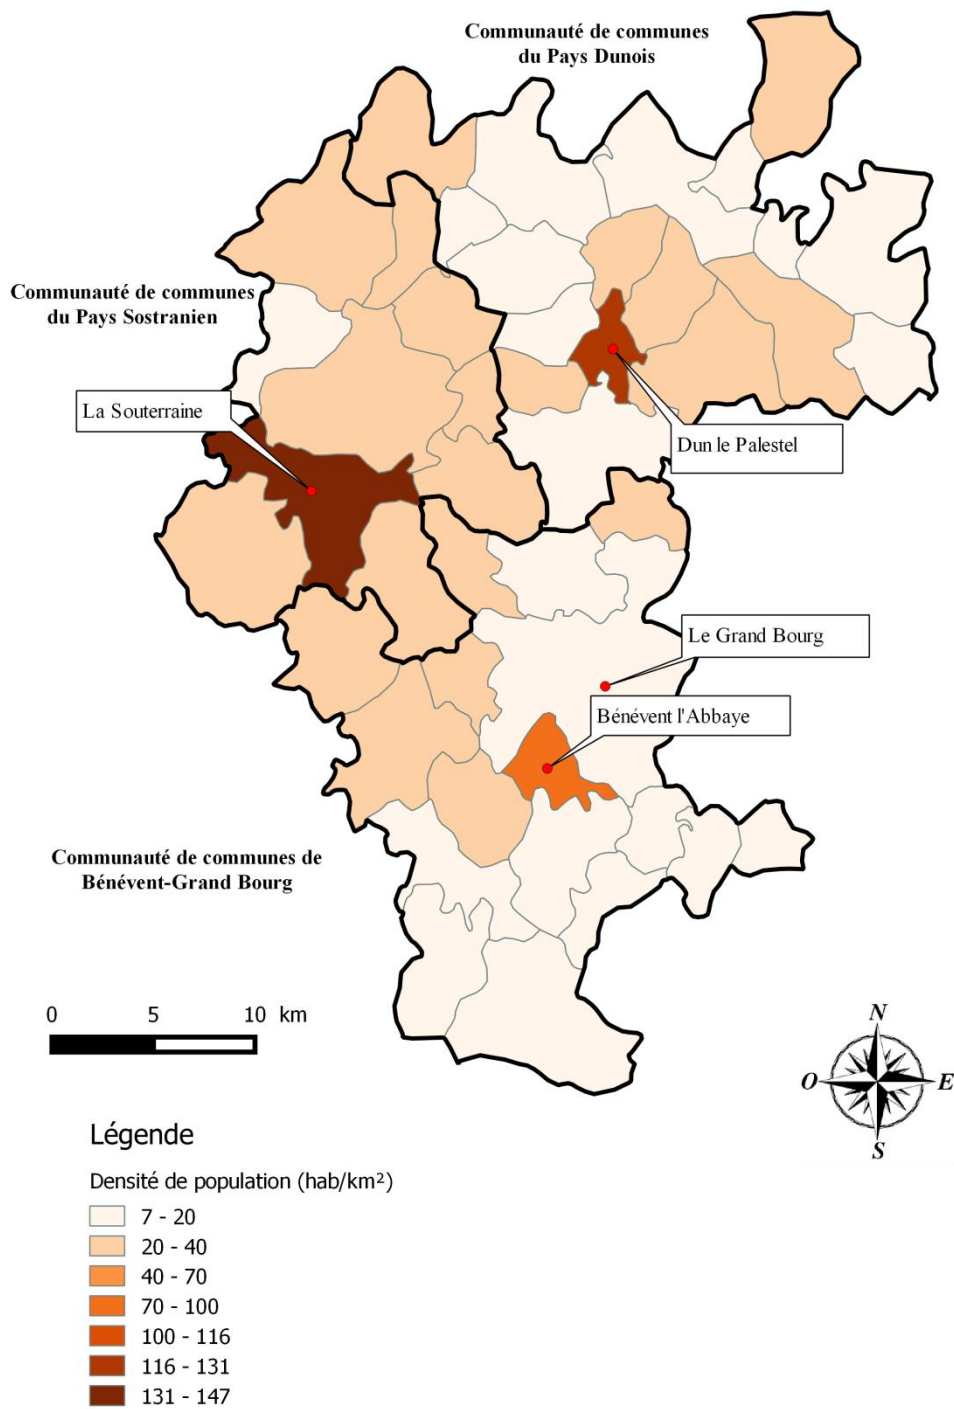 Communauté de communes
du Pays Dunois
Communauté de communes
du Pays Sostranien
La Souterraine
Dun le Palestel
Le Grand Bourg
Bénévent l'Abbaye
Communauté de communes de
Bénévent-Grand Bourg
0 5 10 km
N
O E
S
Légende
Densité de population (hab/km²)
7 - 20
20 - 40
40 - 70
70 - 100
100 - 116
116 - 131
131 - 147